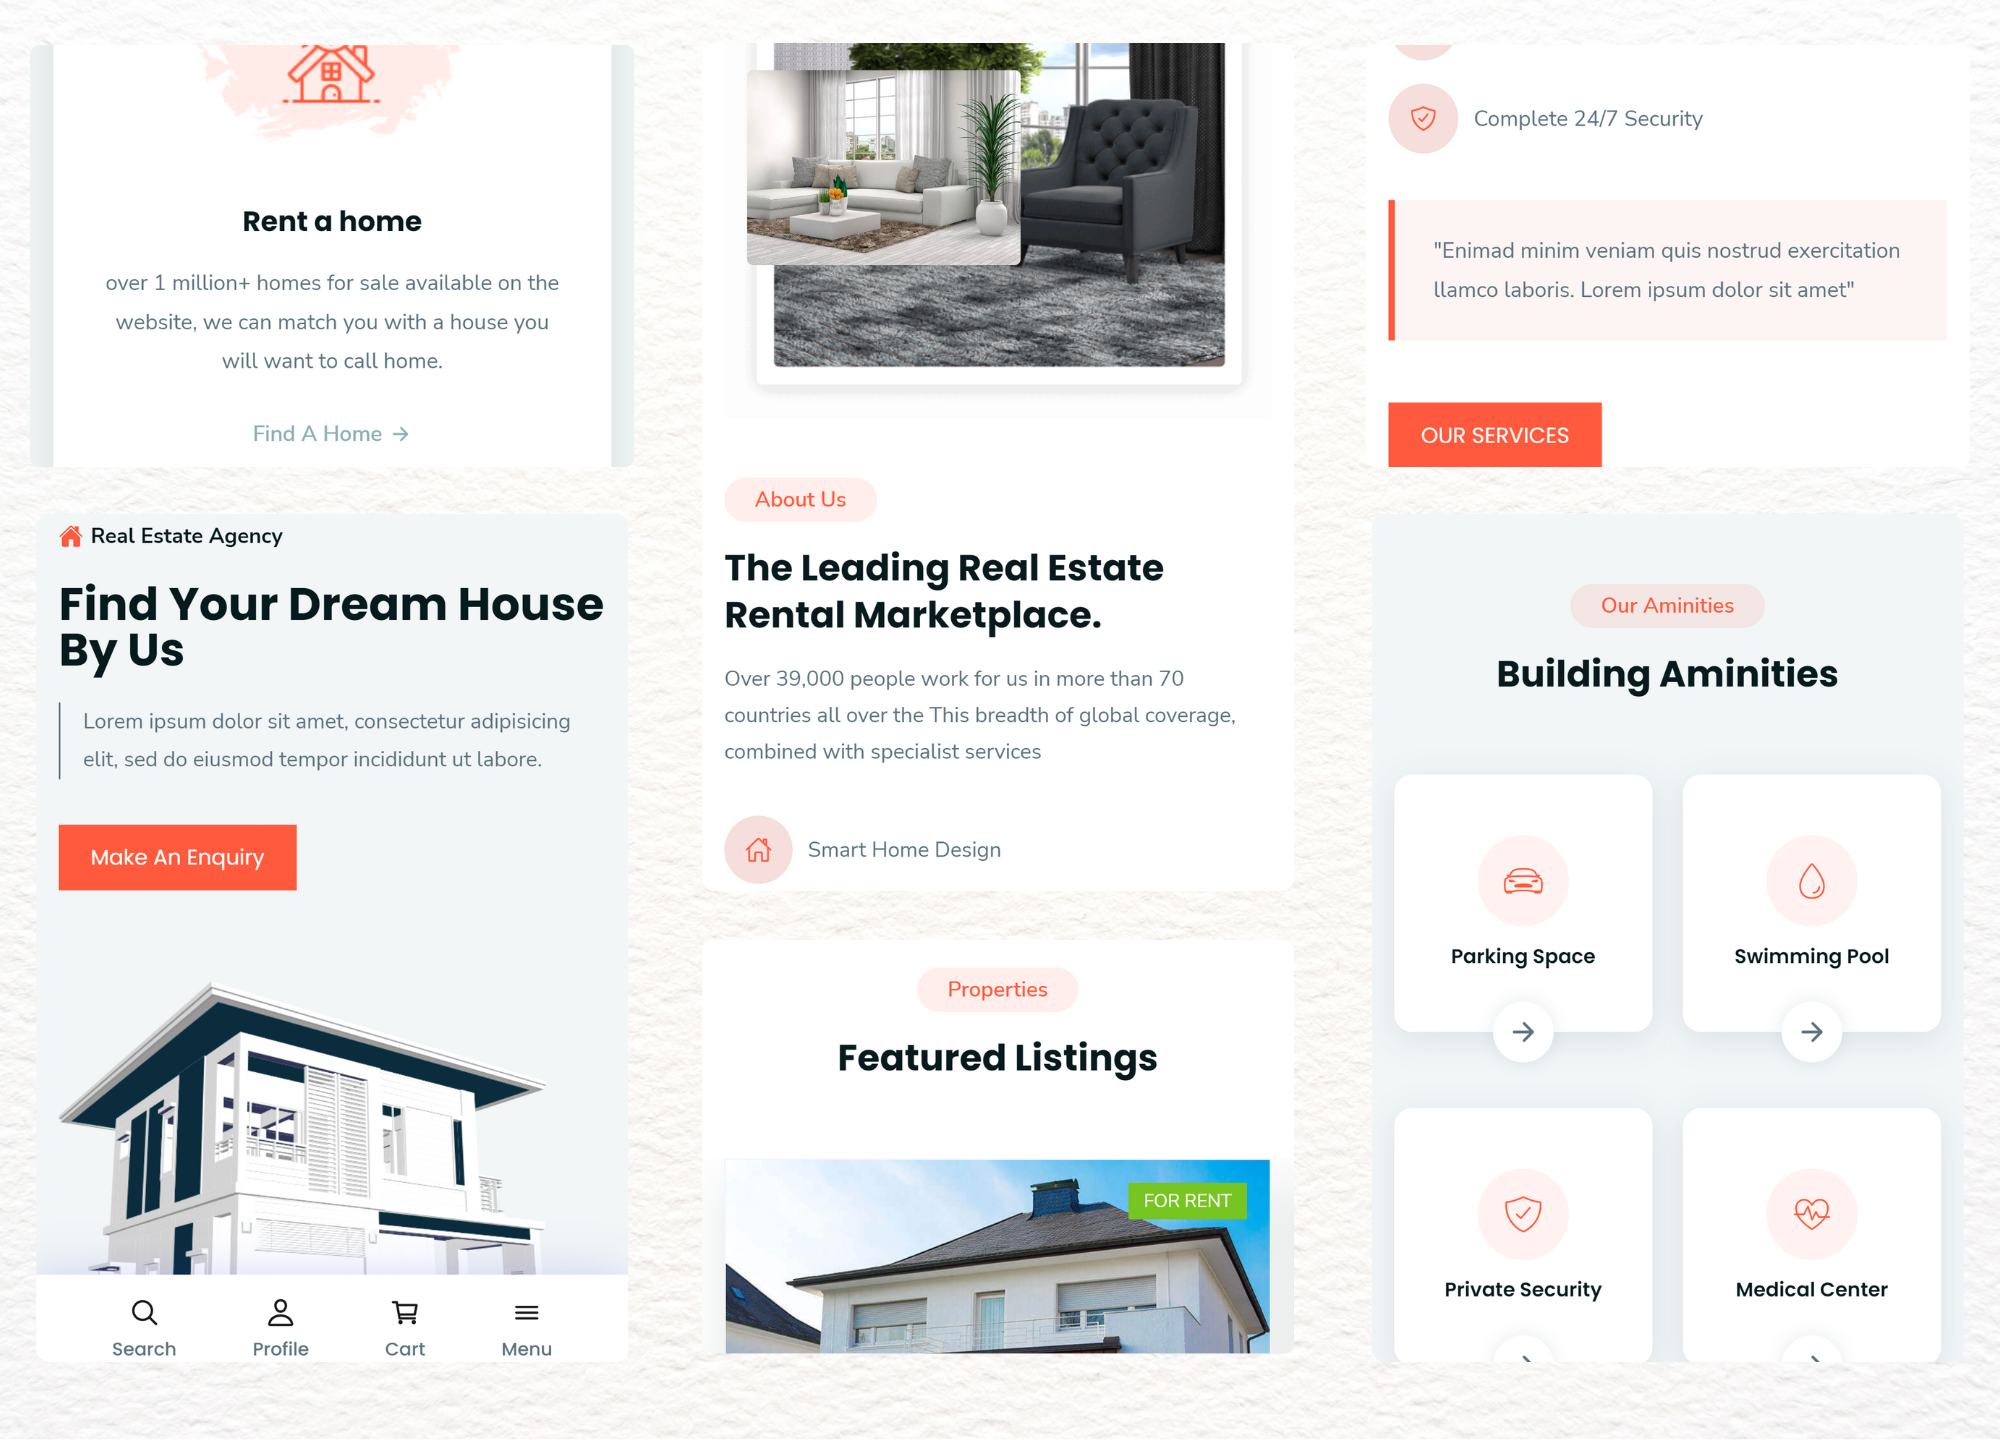 Rent a home
over 1 million+ homes for sale available on the
website, we can match you with a house you
will want to call home.
Find A Home
Real Estate Agency
Find Your Dream House
By Us
Lorem ipsum dolor sit amet, consectetur adipisicing
elit, sed do eiusmod tempor incididunt ut labore.
Make An Enquiry
Search
Profile
Cart
Menu
About Us
The Leading Real Estate
Rental Marketplace.
Over 39,000 people work for us in more than 70
countries all over the This breadth of global coverage,
combined with specialist services
Smart Home Design
Properties
Featured Listings
FOR RENT
Complete 24/7 Security
"Enimad minim veniam quis nostrud exercitation
llamco laboris. Lorem ipsum dolor sit amet"
OUR SERVICES
Our Aminities
Building Aminities
Parking Space
Swimming Pool
Private Security
Medical Center